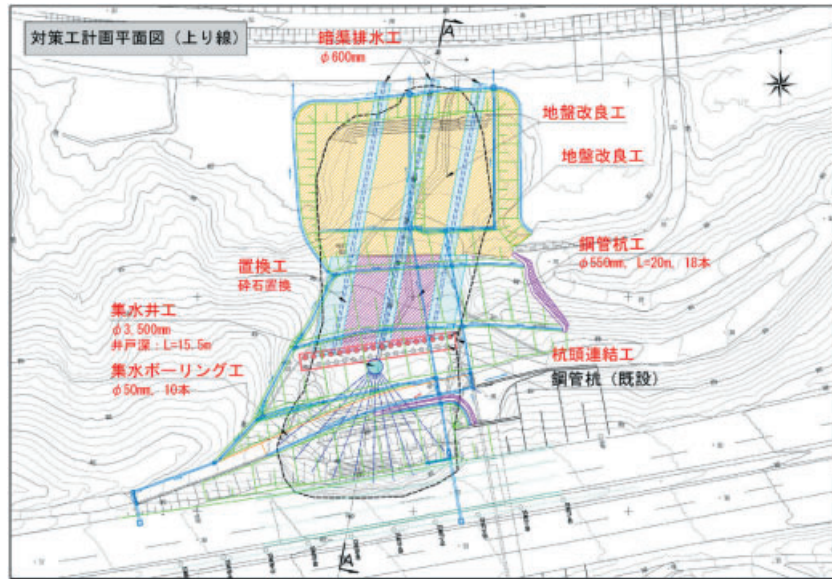 対策工計画平面図（上り線）
A
暗渠排水工
φ600mm
地盤改良工
地盤改良工
鋼管杭工
φ550mm, L=20m, 18本
置換工
砕石置換
集水井工
φ3,500mm
井戸深：L=15.5m
集水ボーリング工
φ50mm, 10本
杭頭連結工
鋼管杭（既設）
A